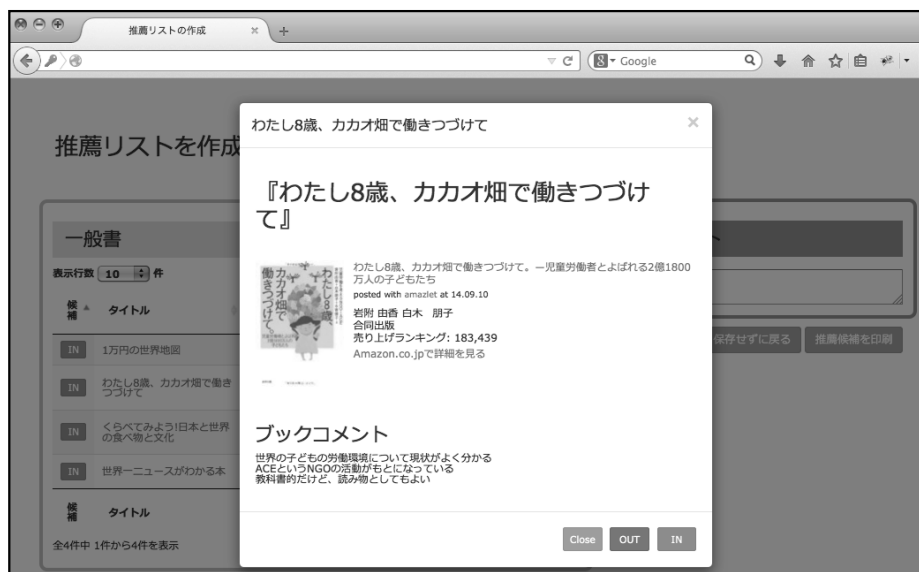 推薦リストの作成
Google
推薦リストを作成
わたし8歳、カカオ畑で働きつづけて
『わたし8歳、カカオ畑で働きつづけ
て』
一般書
表示行数 10 件
候補 タイトル
IN 1万円の世界地図
IN わたし8歳、カカオ畑で働き
つづけて
IN くらべてみよう!日本と世界
の食べ物と文化
IN 世界一ニュースがわかる本
候補 タイトル
全4件中 1件から4件を表示
わたし8歳、
カカオ畑で
働きつづけて。
わたし8歳、カカオ畑で働きつづけて。―児童労働者とよばれる2億1800
万人の子どもたち
posted with amazlet at 14.09.10
岩附 由香 白木 朋子
合同出版
売り上げランキング: 183,439
Amazon.co.jpで詳細を見る
ブックコメント
世界の子どもの労働環境について現状がよく分かる
ACEというNGOの活動がもとになっている
教科書的だけど、読み物としてもよい
Close OUT IN
保存せずに戻る 推薦候補を印刷